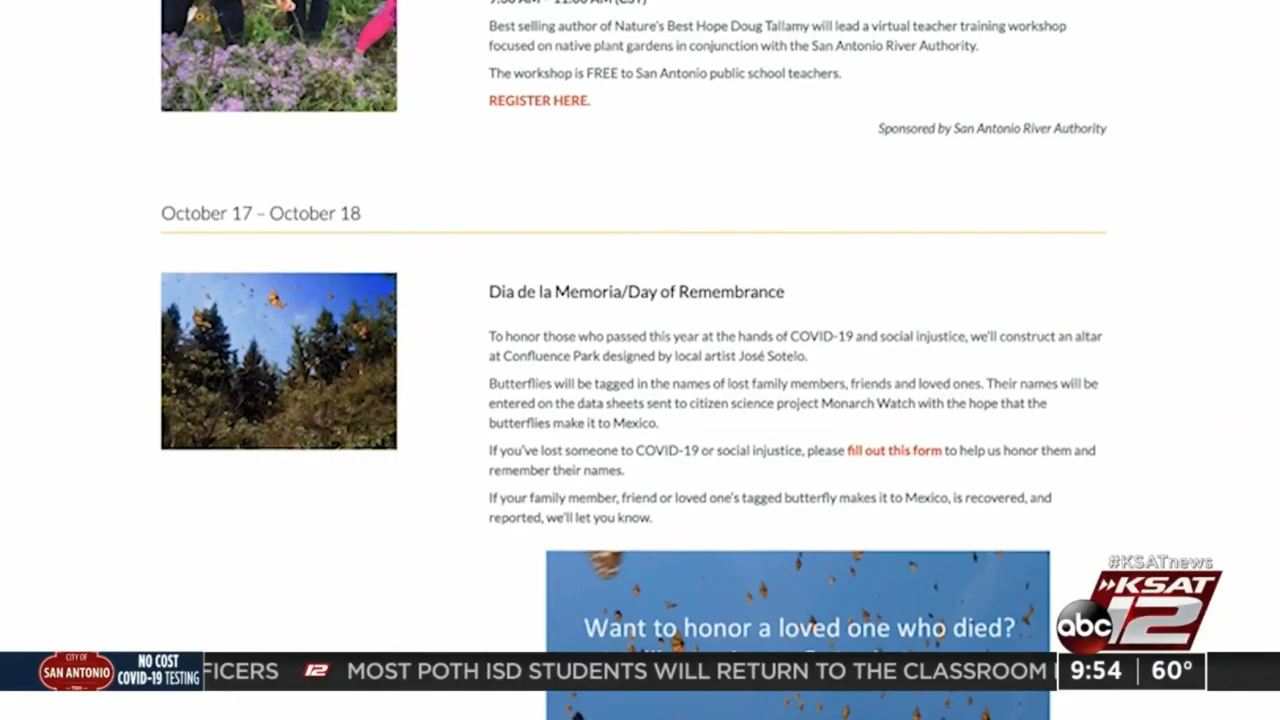 9:30 AM – 11:00 AM (CST)
Best selling author of Nature's Best Hope Doug Tallamy will lead a virtual teacher training workshop
focused on native plant gardens in conjunction with the San Antonio River Authority.
The workshop is FREE to San Antonio public school teachers.
REGISTER HERE.
Sponsored by San Antonio River Authority
October 17 – October 18
Dia de la Memoria/Day of Remembrance
To honor those who passed this year at the hands of COVID-19 and social injustice, we'll construct an altar
at Confluence Park designed by local artist José Sotelo.
Butterflies will be tagged in the names of lost family members, friends and loved ones. Their names will be
entered on the data sheets sent to citizen science project Monarch Watch with the hope that the
butterflies make it to Mexico.
If you've lost someone to COVID-19 or social injustice, please fill out this form to help us honor them and
remember their names.
If your family member, friend or loved one's tagged butterfly makes it to Mexico, is recovered, and
reported, we'll let you know.
Want to honor a loved one who died?
#KSATnews
KSAT
12
abc
CITY OF
SAN ANTONIO
NO COST
COVID-19 TESTING
FICERS 12 MOST POTH ISD STUDENTS WILL RETURN TO THE CLASSROOM
9:54 60°